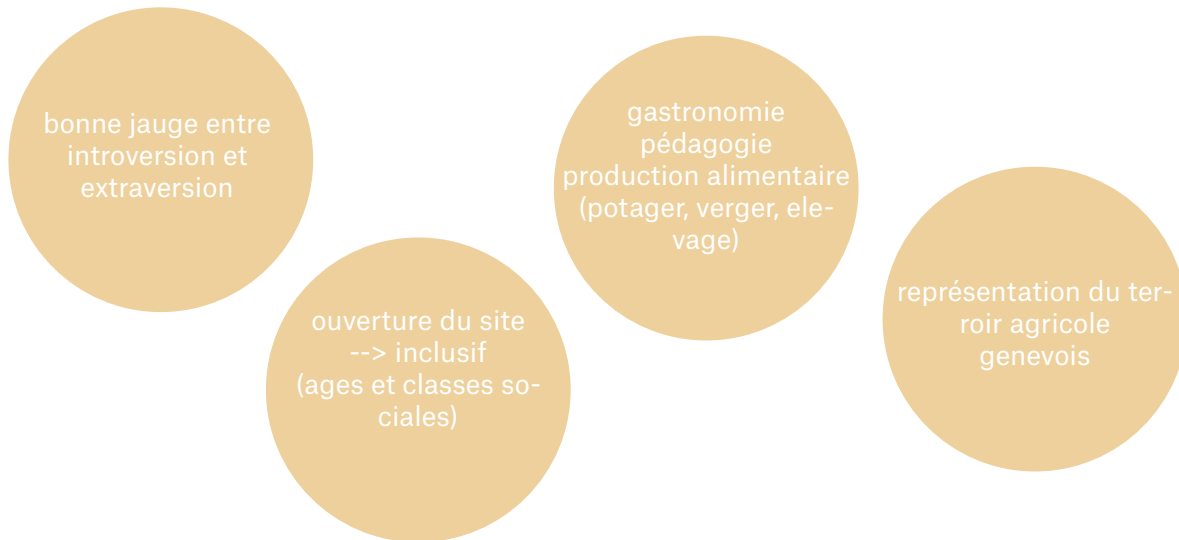 bonne jauge entre
introversion et
extraversion
ouverture du site
--> inclusif
(ages et classes so-
ciales)
gastronomie
pédagogie
production alimentaire
(potager, verger, ele-
vage)
représentation du ter-
roir agricole
genevois